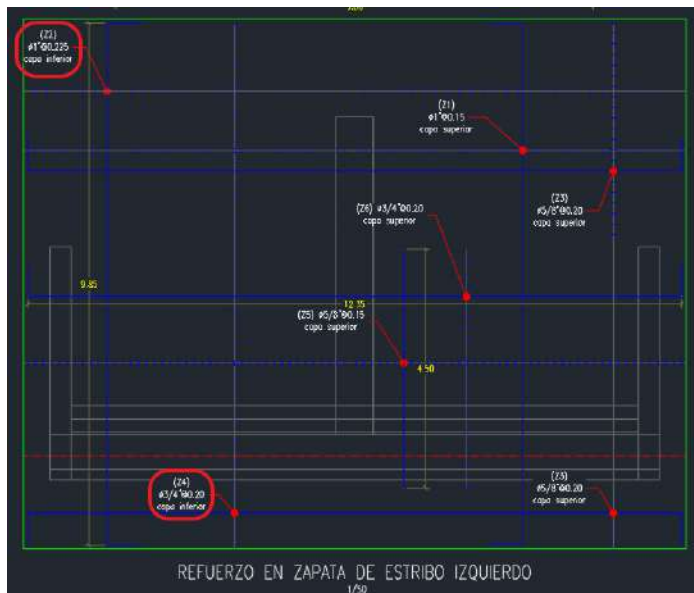 (Z2)
ø1"@0.225
capa inferior
(Z1)
ø1"@0.15
capa superior
(Z3)
ø5/8"@0.20
capa superior
(Z6) ø3/4"@0.20
capa superior
9.85
12.35
(Z5) ø5/8"@0.15
capa superior
4.50
(Z4)
ø3/4"@0.20
capa inferior
(Z3)
ø5/8"@0.20
capa superior
REFUERZO EN ZAPATA DE ESTRIBO IZQUIERDO
1/50